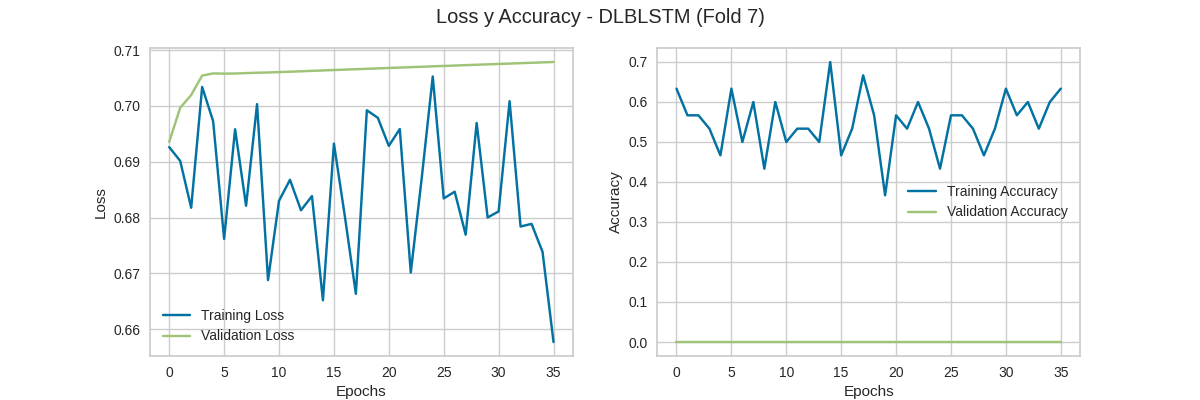 Loss y Accuracy - DLBLSTM (Fold 7)
0.71
0.70
0.69
0.68
0.67
0.66
Loss
Training Loss
Validation Loss
0 5 10 15 20 25 30 35
Epochs
0.7
0.6
0.5
0.4
0.3
0.2
0.1
0.0
Accuracy
Training Accuracy
Validation Accuracy
0 5 10 15 20 25 30 35
Epochs